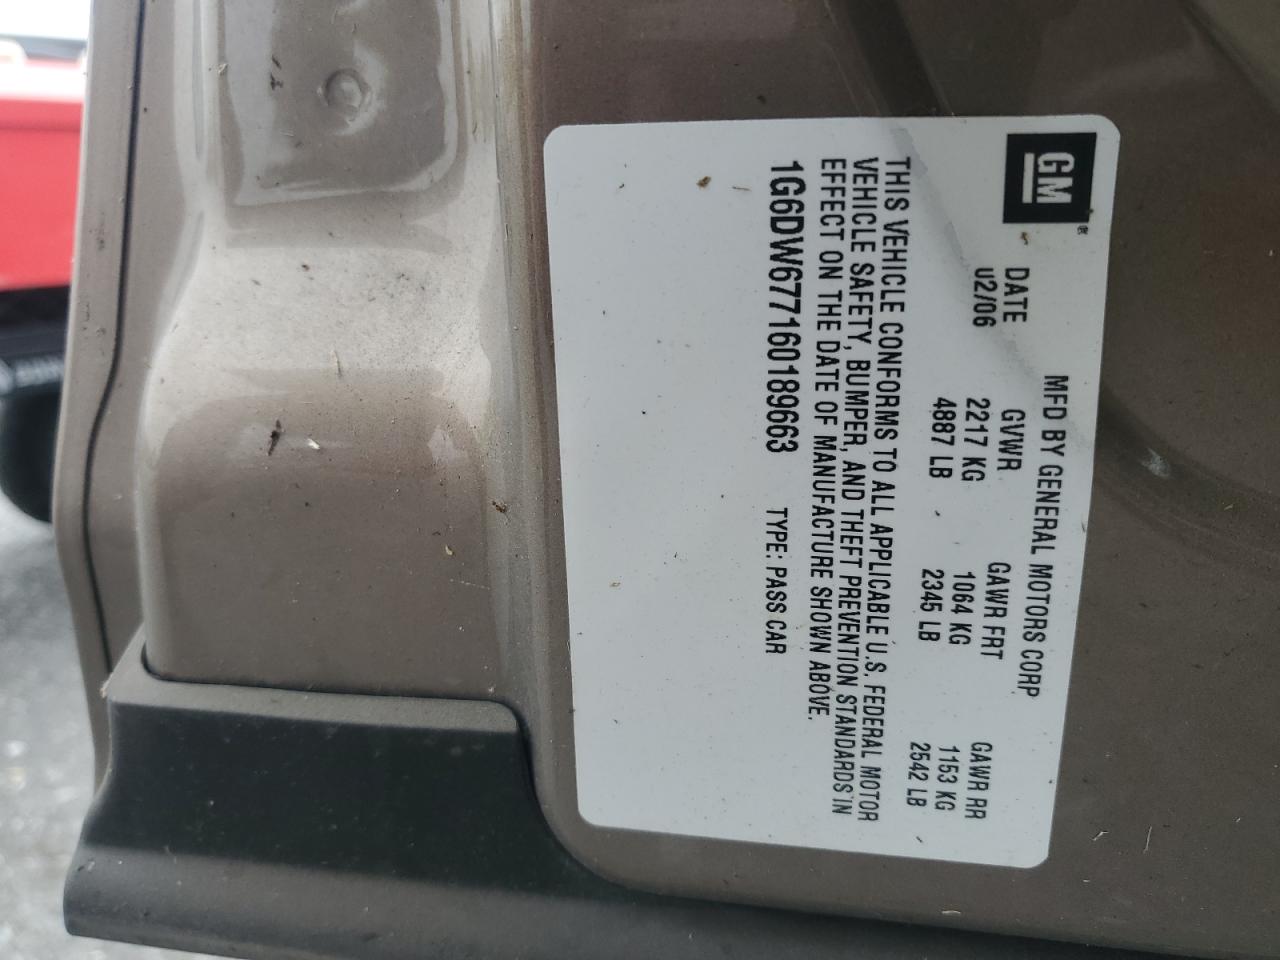 GM®
MFD BY GENERAL MOTORS CORP
DATE GVWR GAWR FRT GAWR RR
02/06 2217 KG 1064 KG 1153 KG
4887 LB 2345 LB 2542 LB
THIS VEHICLE CONFORMS TO ALL APPLICABLE U.S. FEDERAL MOTOR
VEHICLE SAFETY, BUMPER, AND THEFT PREVENTION STANDARDS IN
EFFECT ON THE DATE OF MANUFACTURE SHOWN ABOVE.
1G6DW677160189663 TYPE: PASS CAR